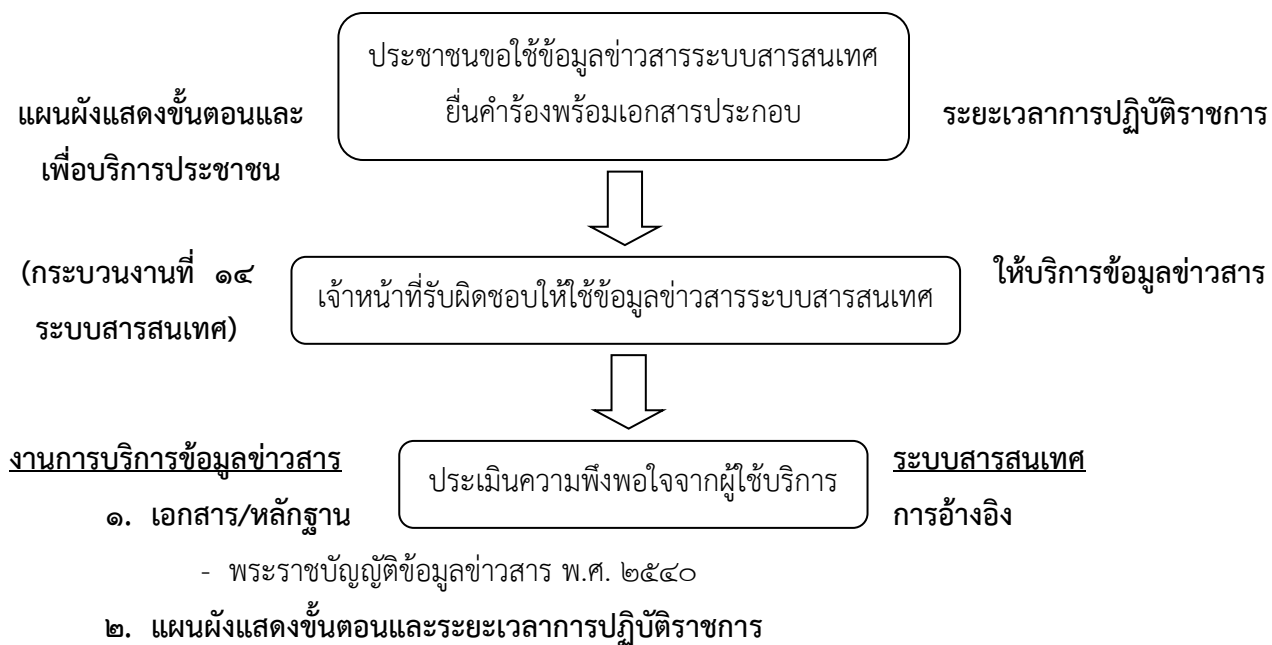 ประชาชนขอใช้ข้อมูลข่าวสารระบบสารสนเทศ
ยื่นคำร้องพร้อมเอกสารประกอบ
แผนผังแสดงขั้นตอนและ ระยะเวลาการปฏิบัติราชการ
เพื่อบริการประชาชน
(กระบวนงานที่ ๑๔ ให้บริการข้อมูลข่าวสาร
เจ้าหน้าที่รับผิดชอบให้ใช้ข้อมูลข่าวสารระบบสารสนเทศ
ระบบสารสนเทศ)
งานการบริการข้อมูลข่าวสาร ระบบสารสนเทศ
ประเมินความพึงพอใจจากผู้ใช้บริการ
๑. เอกสาร/หลักฐาน การอ้างอิง
- พระราชบัญญัติข้อมูลข่าวสาร พ.ศ. ๒๕๔๐
๒. แผนผังแสดงขั้นตอนและระยะเวลาการปฏิบัติราชการ